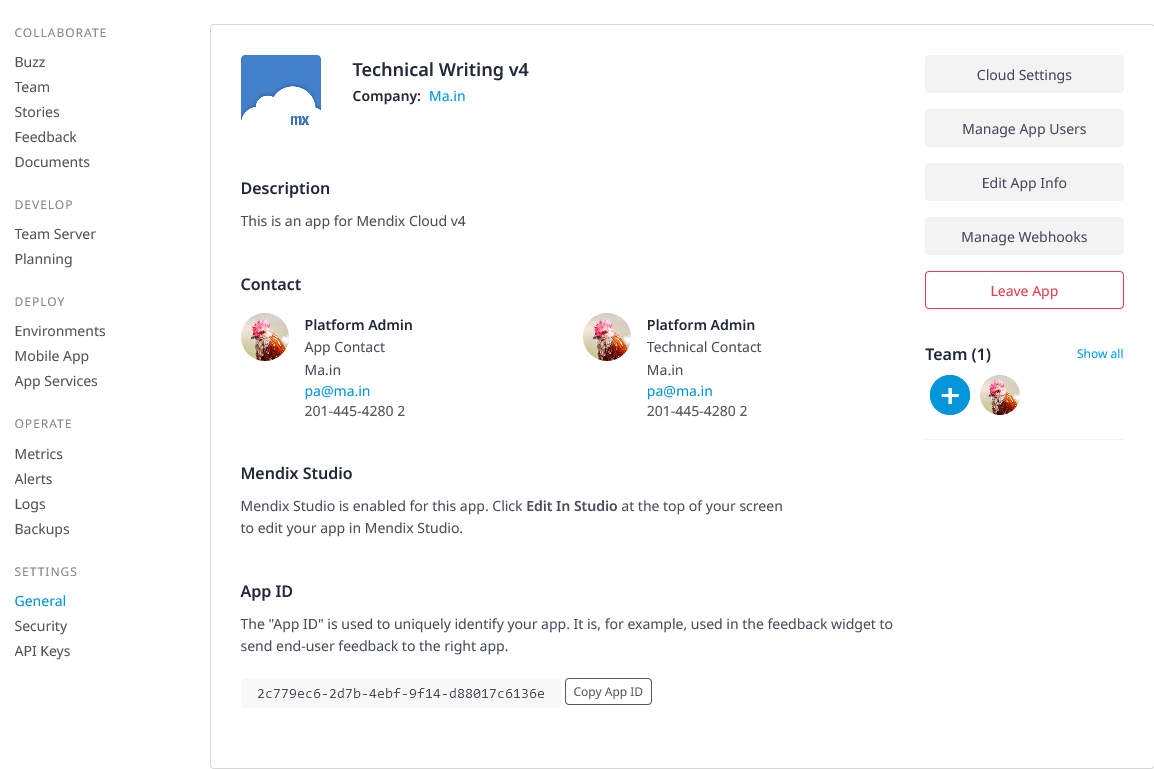 COLLABORATE
Buzz
Team
Stories
Feedback
Documents
DEVELOP
Team Server
Planning
DEPLOY
Environments
Mobile App
App Services
OPERATE
Metrics
Alerts
Logs
Backups
SETTINGS
General
Security
API Keys
mx
Technical Writing v4
Company: Ma.in
Description
This is an app for Mendix Cloud v4
Contact
Platform Admin
App Contact
Ma.in
pa@ma.in
201-445-4280 2
Platform Admin
Technical Contact
Ma.in
pa@ma.in
201-445-4280 2
Mendix Studio
Mendix Studio is enabled for this app. Click Edit In Studio at the top of your screen
to edit your app in Mendix Studio.
App ID
The "App ID" is used to uniquely identify your app. It is, for example, used in the feedback widget to
send end-user feedback to the right app.
2c779ec6-2d7b-4ebf-9f14-d88017c6136e
Copy App ID
Cloud Settings
Manage App Users
Edit App Info
Manage Webhooks
Leave App
Team (1)
Show all